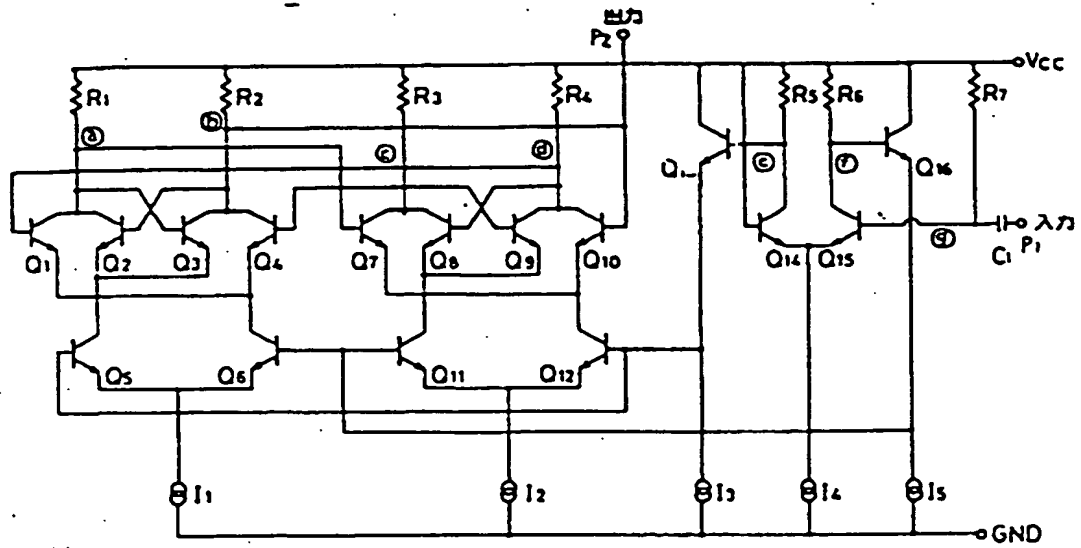 出力
P2
VCC
R1
R2
R3
R4
R5
R6
R7
ⓐ
ⓑ
ⓒ
ⓓ
ⓔ
ⓕ
Q16
ⓖ
入力
P1
C1
Q1
Q2
Q3
Q4
Q7
Q8
Q9
Q10
Q14
Q15
Q5
Q6
Q11
Q12
I1
I2
I3
I4
I5
GND